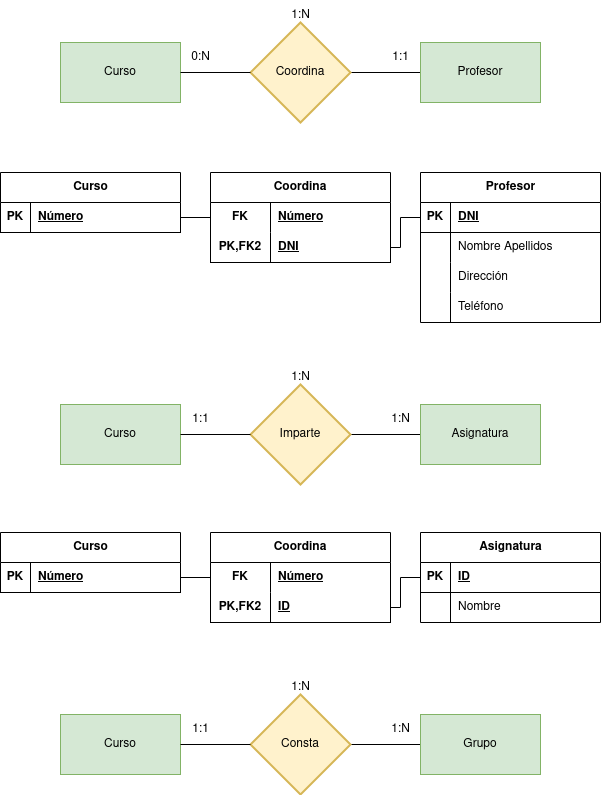 1:N
0:N
1:1
Curso
Coordina
Profesor
Curso
PK Número
Coordina
FK Número
PK,FK2 DNI
Profesor
PK DNI
Nombre Apellidos
Dirección
Teléfono
1:N
1:1
1:N
Curso
Imparte
Asignatura
Curso
PK Número
Coordina
FK Número
PK,FK2 ID
Asignatura
PK ID
Nombre
1:N
1:1
1:N
Curso
Consta
Grupo